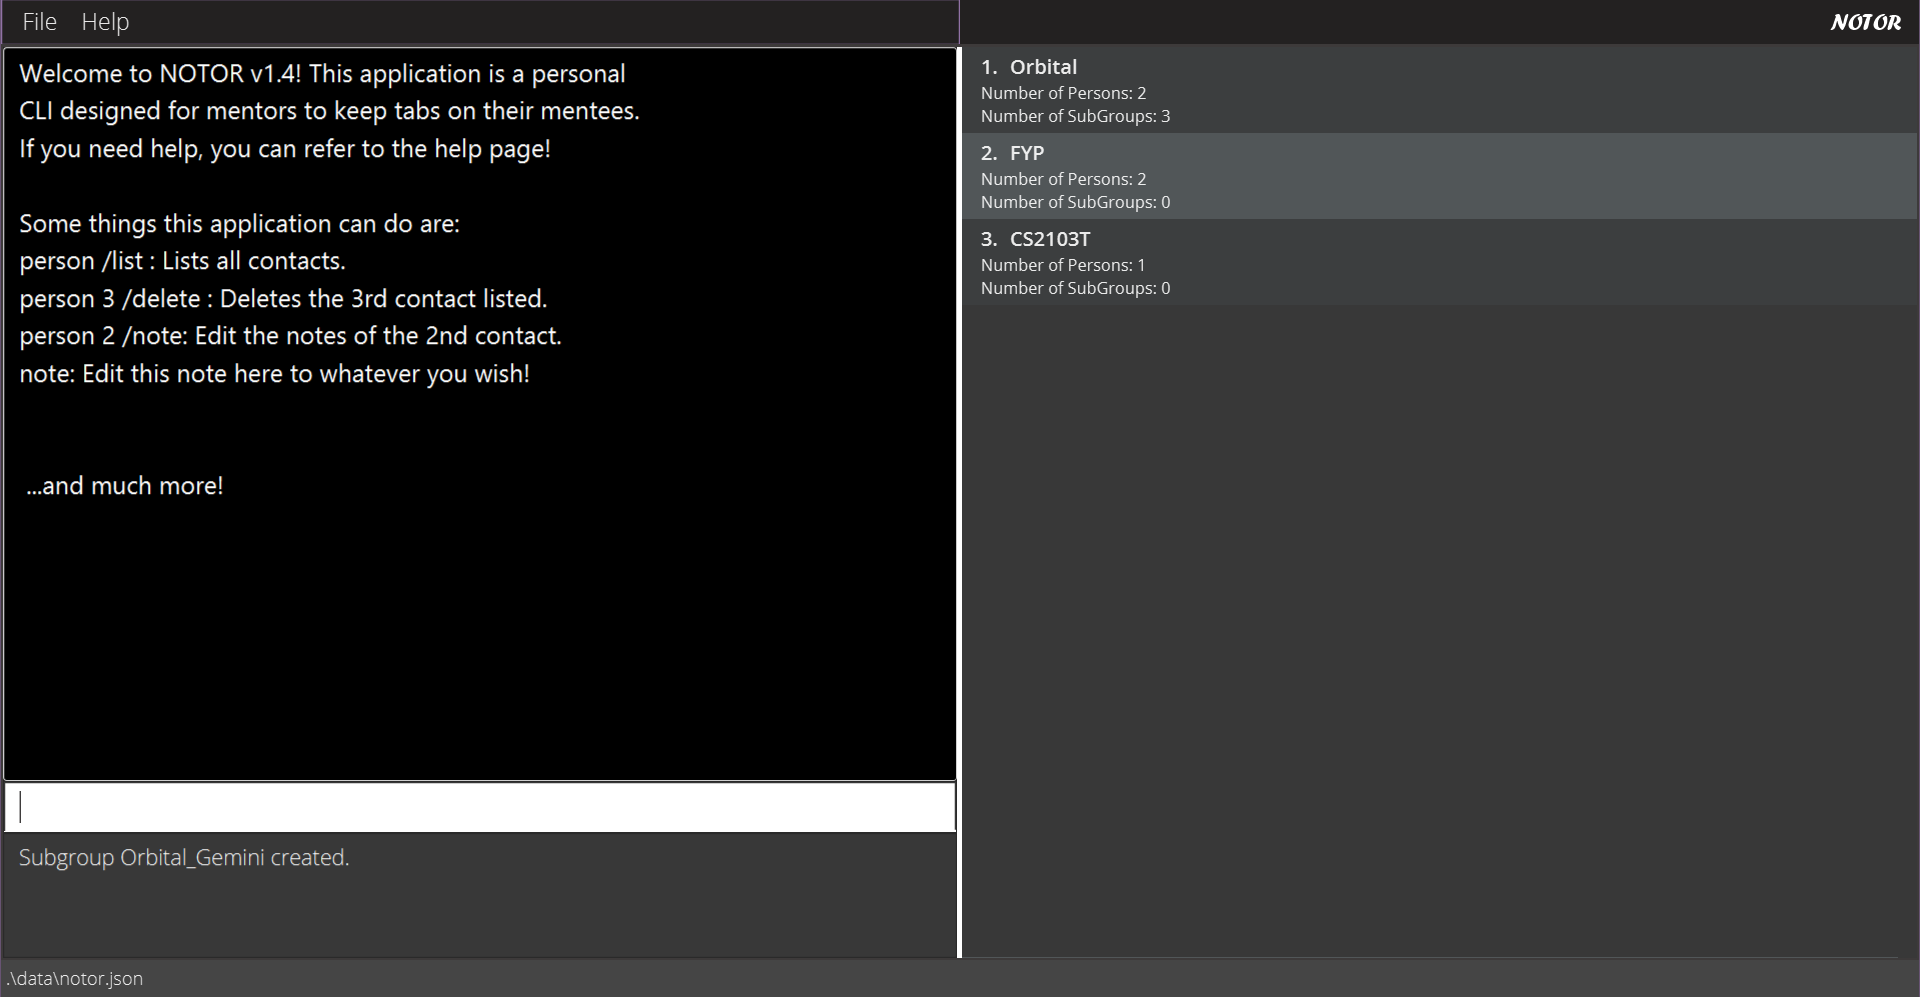 File Help
NOTOR
Welcome to NOTOR v1.4! This application is a personal
CLI designed for mentors to keep tabs on their mentees.
If you need help, you can refer to the help page!
Some things this application can do are:
person /list : Lists all contacts.
person 3 /delete : Deletes the 3rd contact listed.
person 2 /note: Edit the notes of the 2nd contact.
note: Edit this note here to whatever you wish!
...and much more!
Subgroup Orbital_Gemini created.
1. Orbital
Number of Persons: 2
Number of SubGroups: 3
2. FYP
Number of Persons: 2
Number of SubGroups: 0
3. CS2103T
Number of Persons: 1
Number of SubGroups: 0
.\data\notor.json